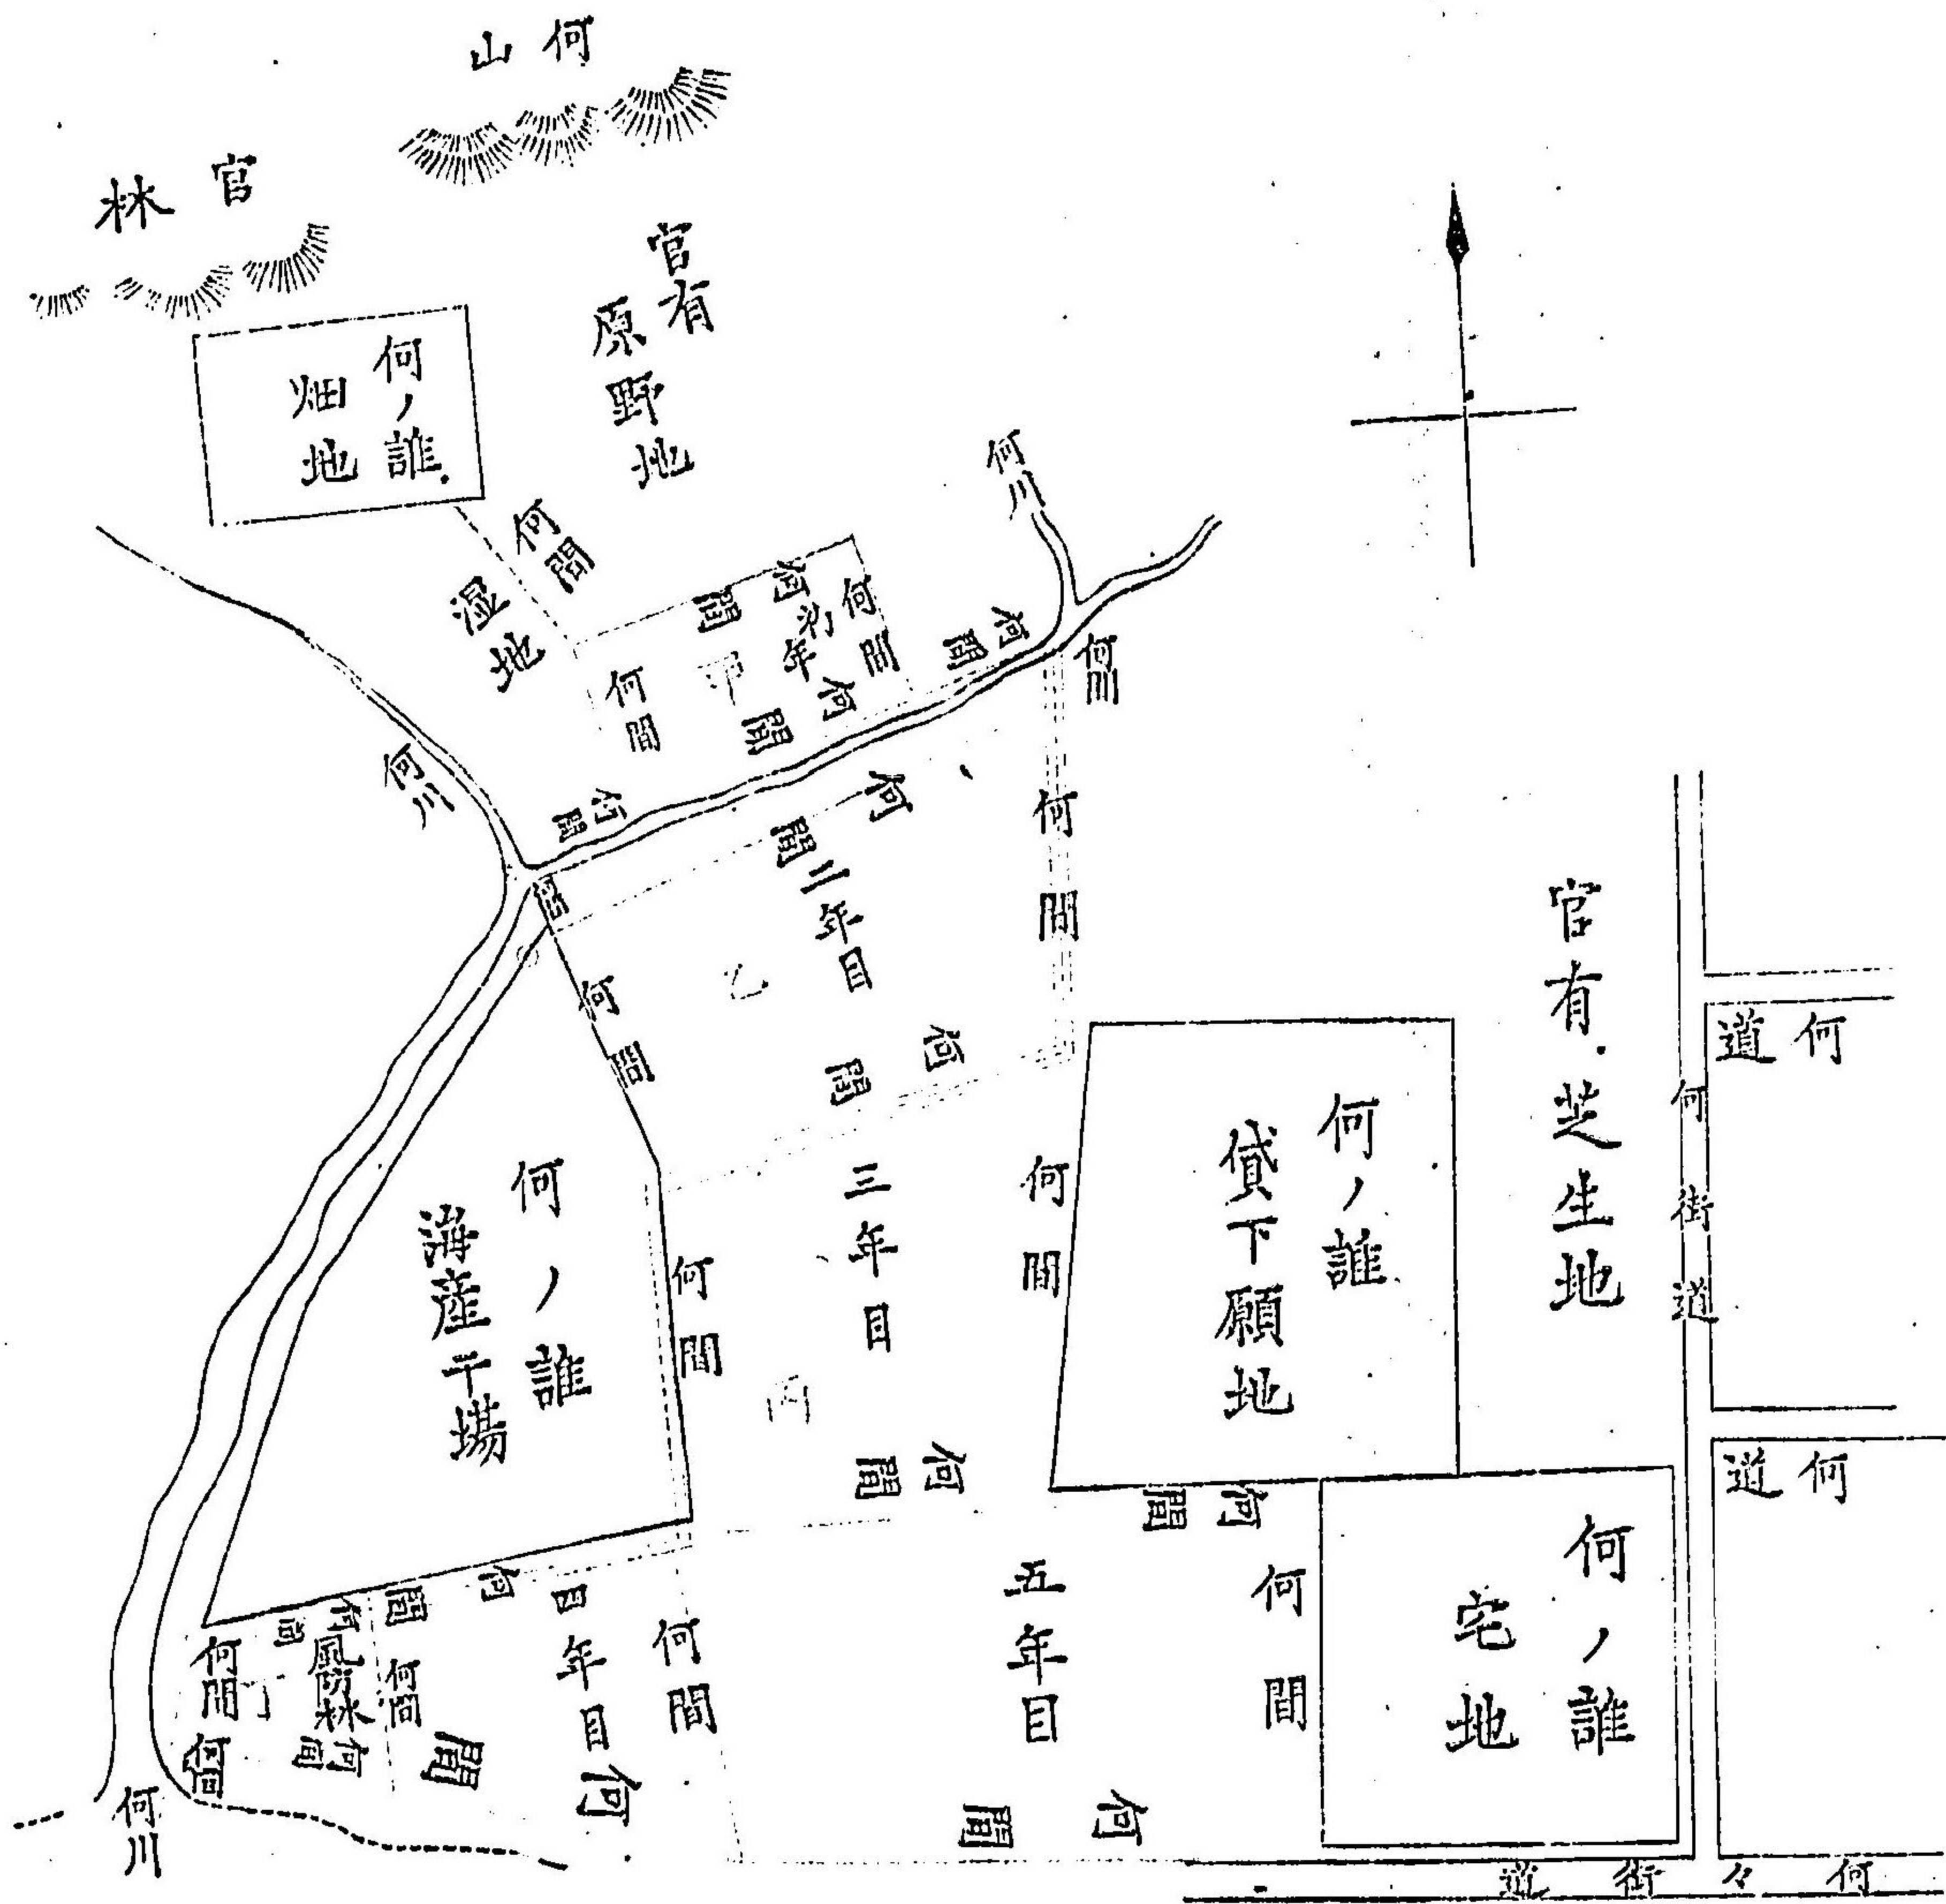 何山
官林
官有
原野地
何ノ誰
畑地
何間
湿地
何川
何間
何間
初年
甲
何間
何間
何間
何川
何川
何間
何間
何間
二年目
乙
何間
何間
何間
官有芝生地
何道
何街道
何ノ誰
貸下願地
何間
三年目
丙
何間
何間
何ノ誰
海産干場
何道
何間
何ノ誰
宅地
何間
五年目
何間
何間
四年目
何間
何間
何間
何間
風防林
丁
何間
何間
何間
何川
何々街道